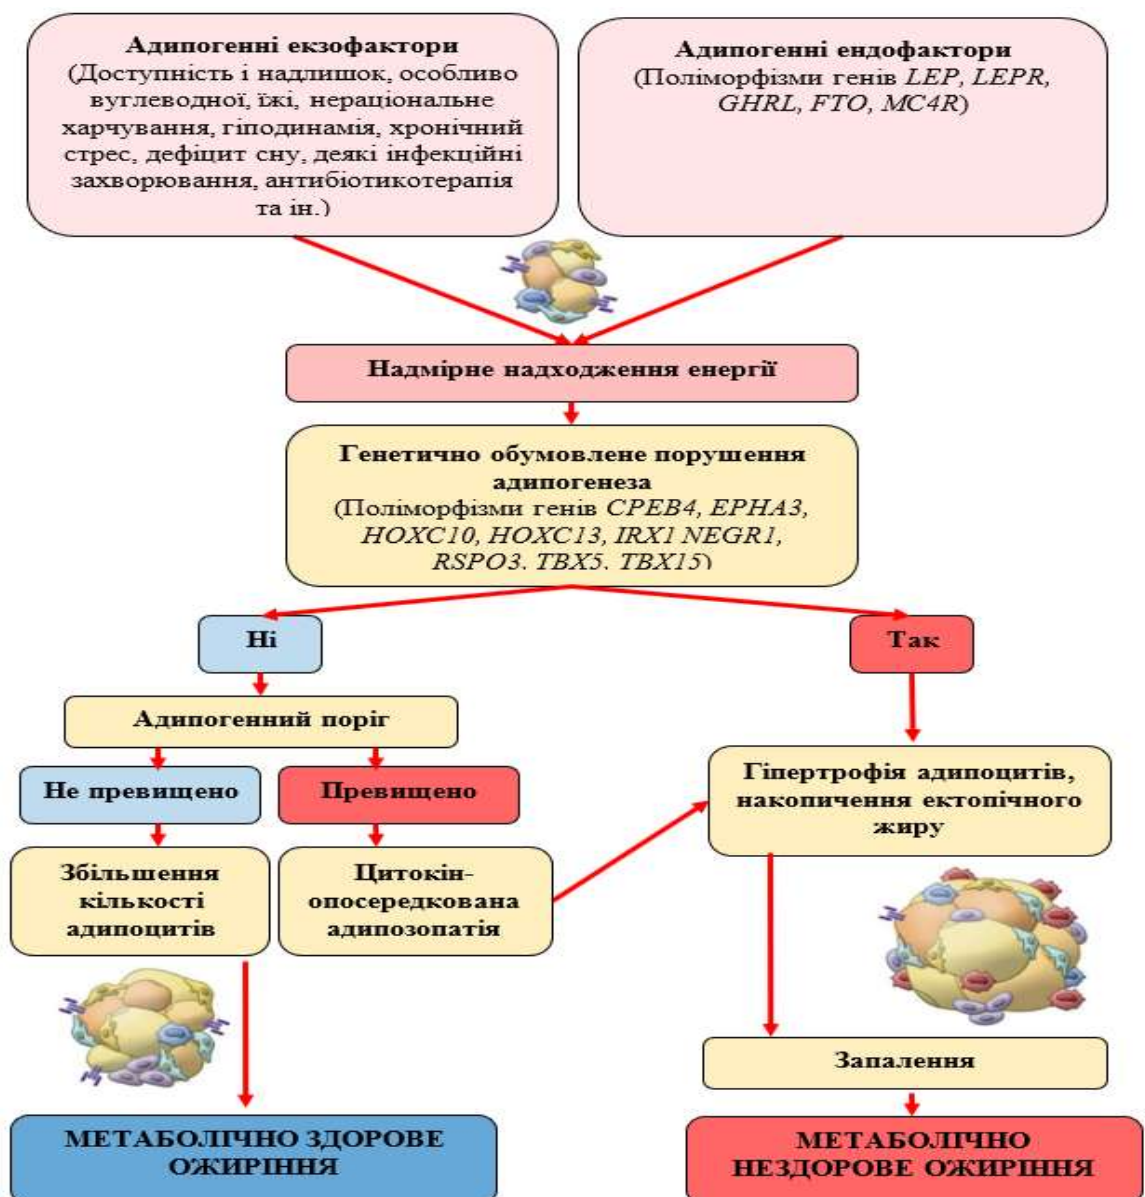 Адипогенні екзофактори
(Доступність і надлишок, особливо
вуглеводної, їжі, нераціональне
харчування, гіподинамія, хронічний
стрес, дефіцит сну, деякі інфекційні
захворювання, антибіотикотерапія
та ін.)
Адипогенні ендофактори
(Поліморфізми генів LEP, LEPR,
GHRL, FTO, MC4R)
Надмірне надходження енергії
Генетично обумовлене порушення
адипогенеза
(Поліморфізми генів CPEB4, EPHA3,
HOXC10, HOXC13, IRX1 NEGR1,
RSPO3, TBX5, TBX15)
Ні
Так
Адипогенний поріг
Не превищено
Превищено
Гіпертрофія адипоцитів,
накопичення ектопічного
жиру
Збільшення
кількості
адипоцитів
Цитокін-
опосередкована
адипозопатія
Запалення
МЕТАБОЛІЧНО ЗДОРОВЕ
ОЖИРІННЯ
МЕТАБОЛІЧНО
НЕЗДОРОВЕ ОЖИРІННЯ